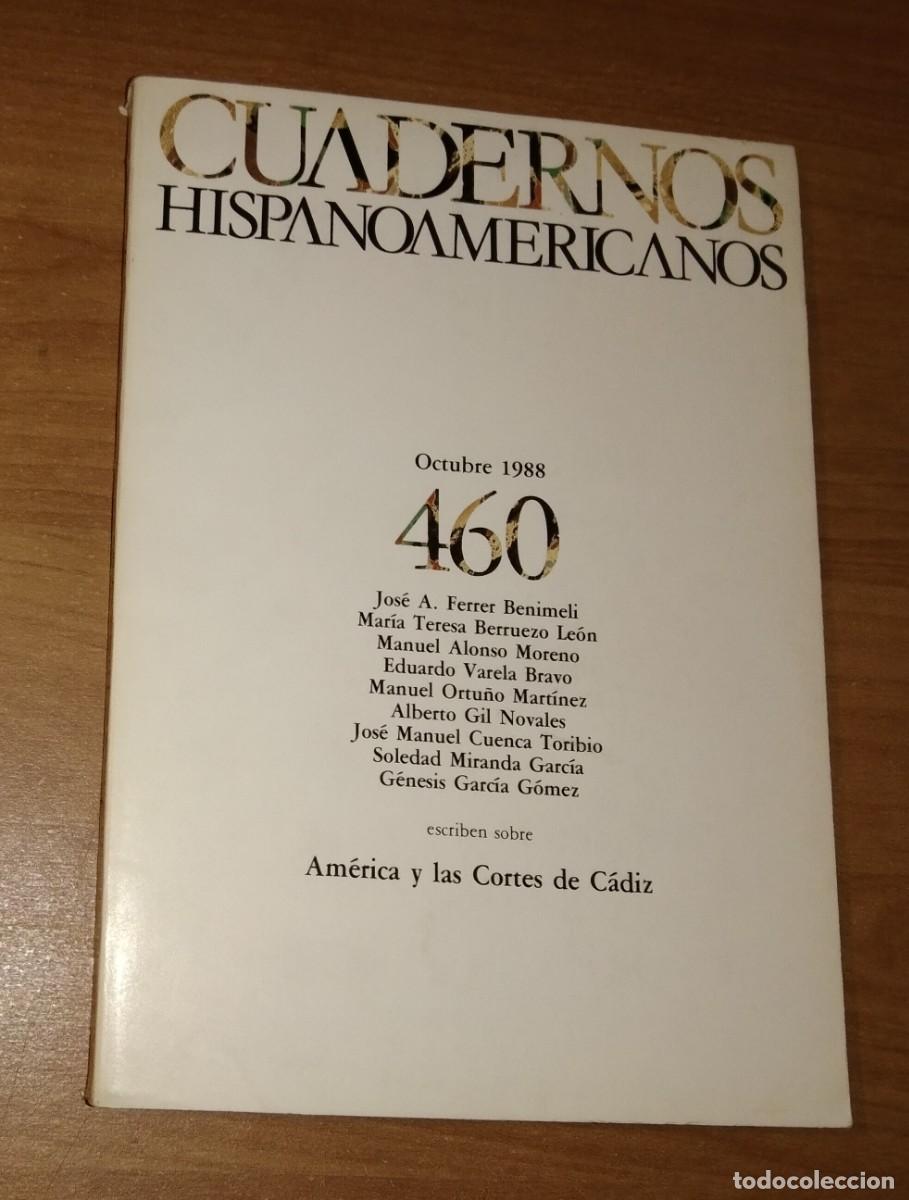 CUADERNOS
HISPANOAMERICANOS
Octubre 1988
460
José A. Ferrer Benimeli
María Teresa Berruezo León
Manuel Alonso Moreno
Eduardo Varela Bravo
Manuel Ortuño Martínez
Alberto Gil Novales
José Manuel Cuenca Toribio
Soledad Miranda García
Génesis García Gómez
escriben sobre
América y las Cortes de Cádiz
todocoleccion